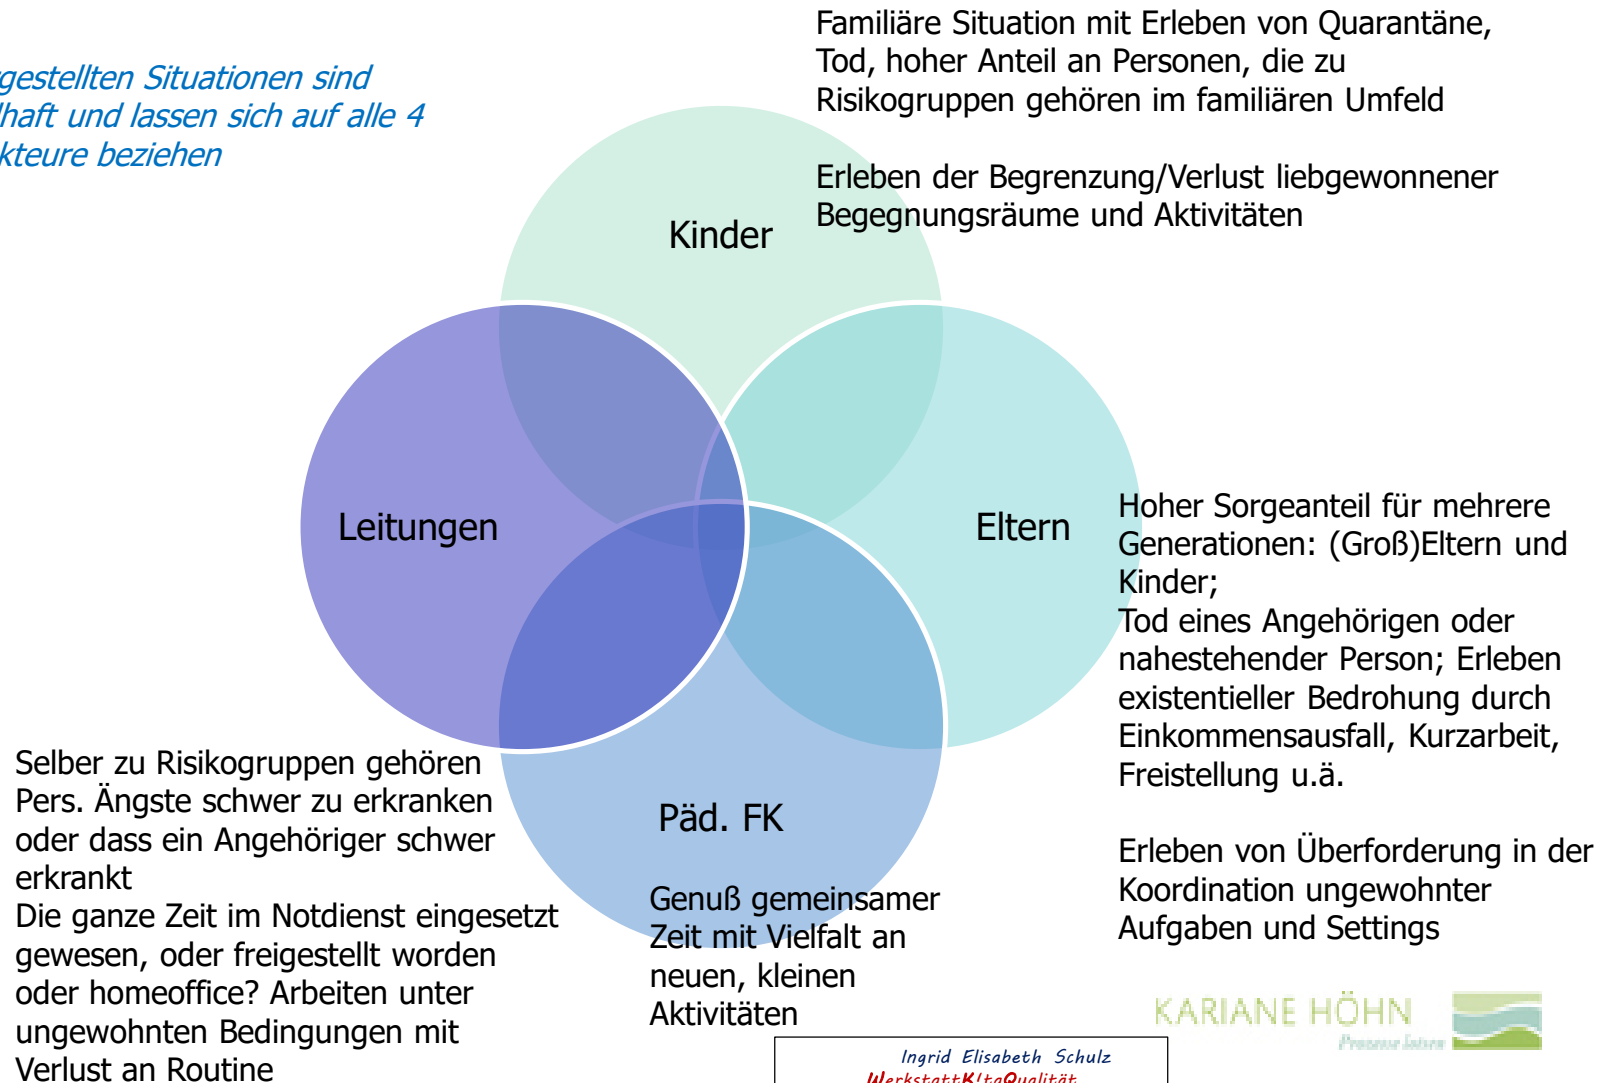 gestellten Situationen sind
lhaft und lassen sich auf alle 4
kteure beziehen
Familiäre Situation mit Erleben von Quarantäne,
Tod, hoher Anteil an Personen, die zu
Risikogruppen gehören im familiären Umfeld
Erleben der Begrenzung/Verlust liebgewonnener
Begegnungsräume und Aktivitäten
Kinder
Leitungen
Eltern
Hoher Sorgeanteil für mehrere
Generationen: (Groß)Eltern und
Kinder;
Tod eines Angehörigen oder
nahestehender Person; Erleben
existentieller Bedrohung durch
Einkommensausfall, Kurzarbeit,
Freistellung u.ä.
Erleben von Überforderung in der
Koordination ungewohnter
Aufgaben und Settings
Selber zu Risikogruppen gehören
Pers. Ängste schwer zu erkranken
oder dass ein Angehöriger schwer
erkrankt
Die ganze Zeit im Notdienst eingesetzt
gewesen, oder freigestellt worden
oder homeoffice? Arbeiten unter
ungewohnten Bedingungen mit
Verlust an Routine
Päd. FK
Genuß gemeinsamer
Zeit mit Vielfalt an
neuen, kleinen
Aktivitäten
KARIANE HÖHN
Prozesse leiten
Ingrid Elisabeth Schulz
WerkstattK!taQualität